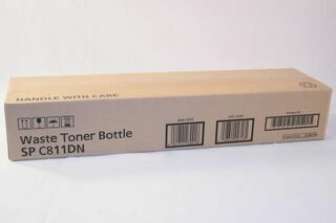 HANDLE WITH CARE
Waste Toner Bottle
SP C811DN